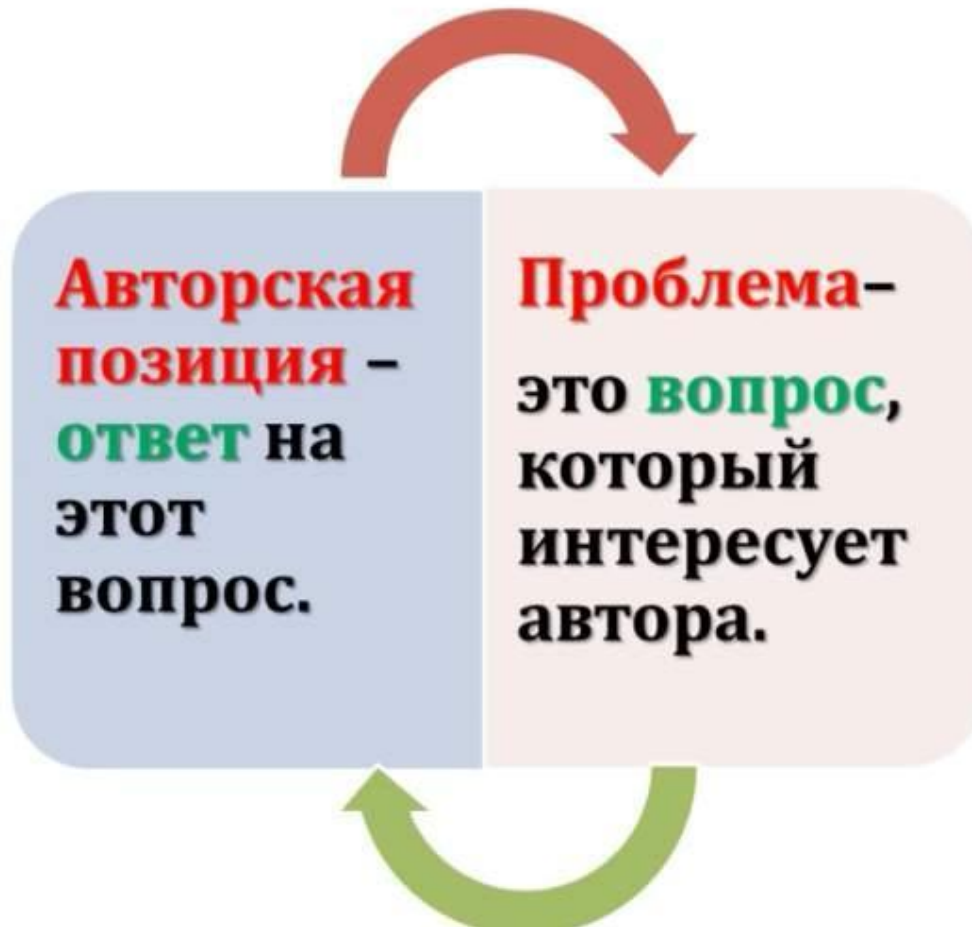 Авторская
позиция –
ответ на
этот
вопрос.
Проблема–
это вопрос,
который
интересует
автора.